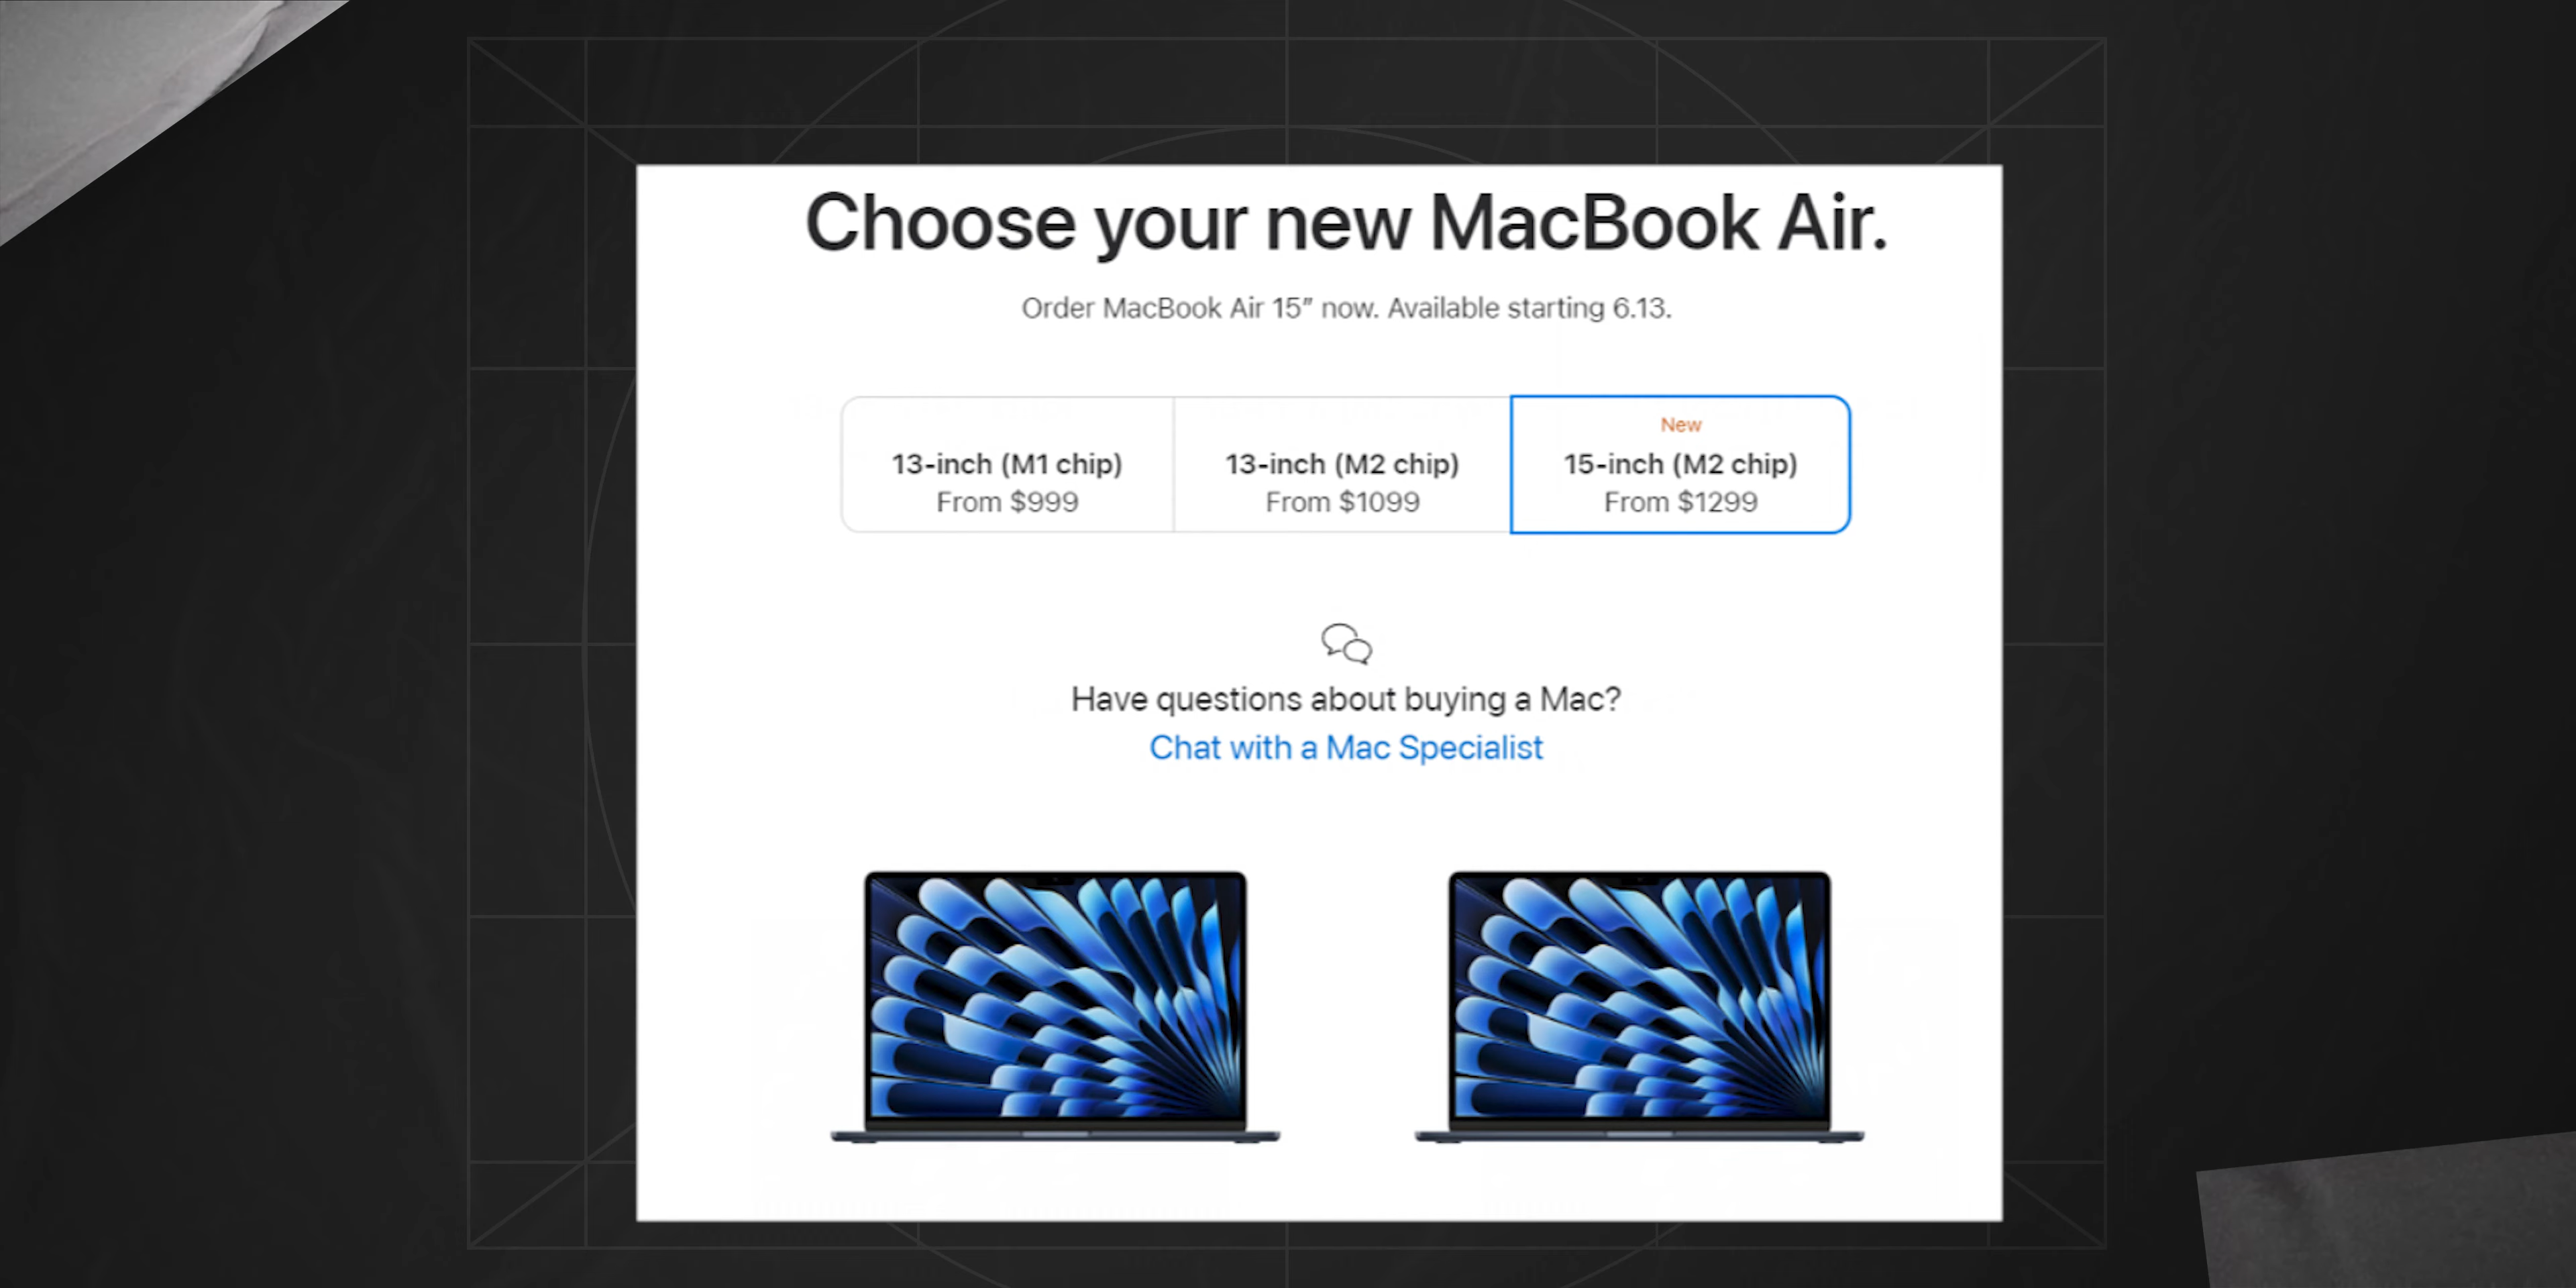 Choose your new MacBook Air.
Order MacBook Air 15″ now. Available starting 6.13.
New
13-inch (M1 chip)
From $999
13-inch (M2 chip)
From $1099
15-inch (M2 chip)
From $1299
Have questions about buying a Mac?
Chat with a Mac Specialist